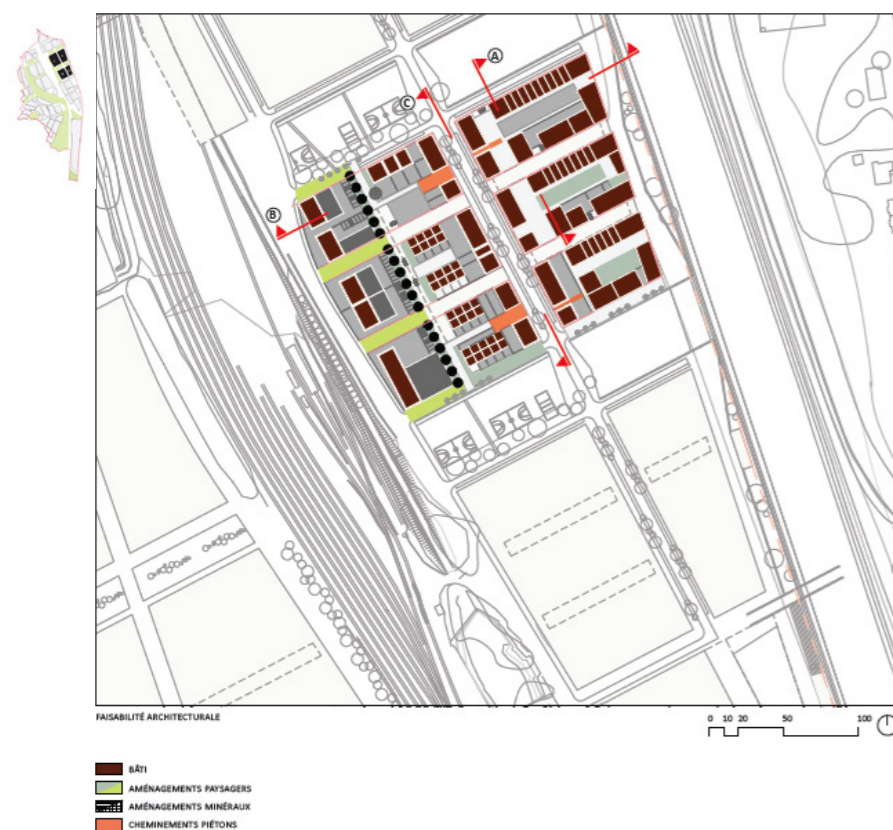 A
C
B
FAISABILITÉ ARCHITECTURALE
0 10 20 50 100
BÂTI
AMÉNAGEMENTS PAYSAGERS
AMÉNAGEMENTS MINÉRAUX
CHEMINEMENTS PIÉTONS